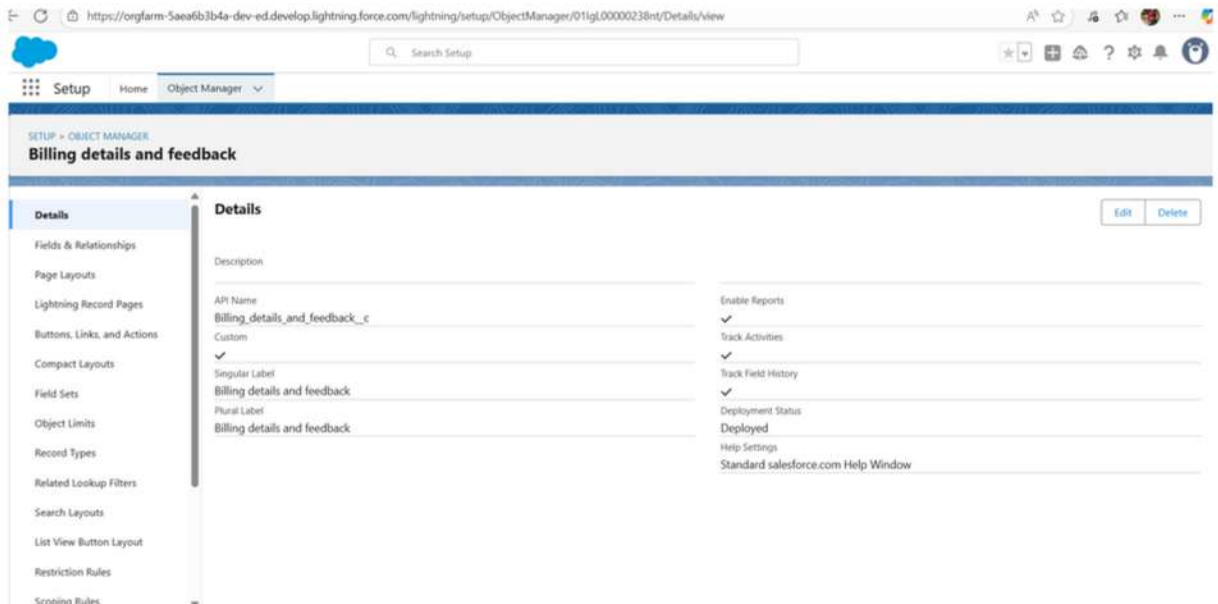 https://orgfarm-5aea6b3b4a-dev-ed.develop.lightning.force.com/lightning/setup/ObjectManager/01IgL00000238nt/Details/view
Search Setup
Setup
Home
Object Manager
SETUP > OBJECT MANAGER
Billing details and feedback
Details
Fields & Relationships
Page Layouts
Lightning Record Pages
Buttons, Links, and Actions
Compact Layouts
Field Sets
Object Limits
Record Types
Related Lookup Filters
Search Layouts
List View Button Layout
Restriction Rules
Scoping Rules
Details
Edit
Delete
Description
API Name
Billing_details_and_feedback__c
Custom
Singular Label
Billing details and feedback
Plural Label
Billing details and feedback
Enable Reports
Track Activities
Track Field History
Deployment Status
Deployed
Help Settings
Standard salesforce.com Help Window